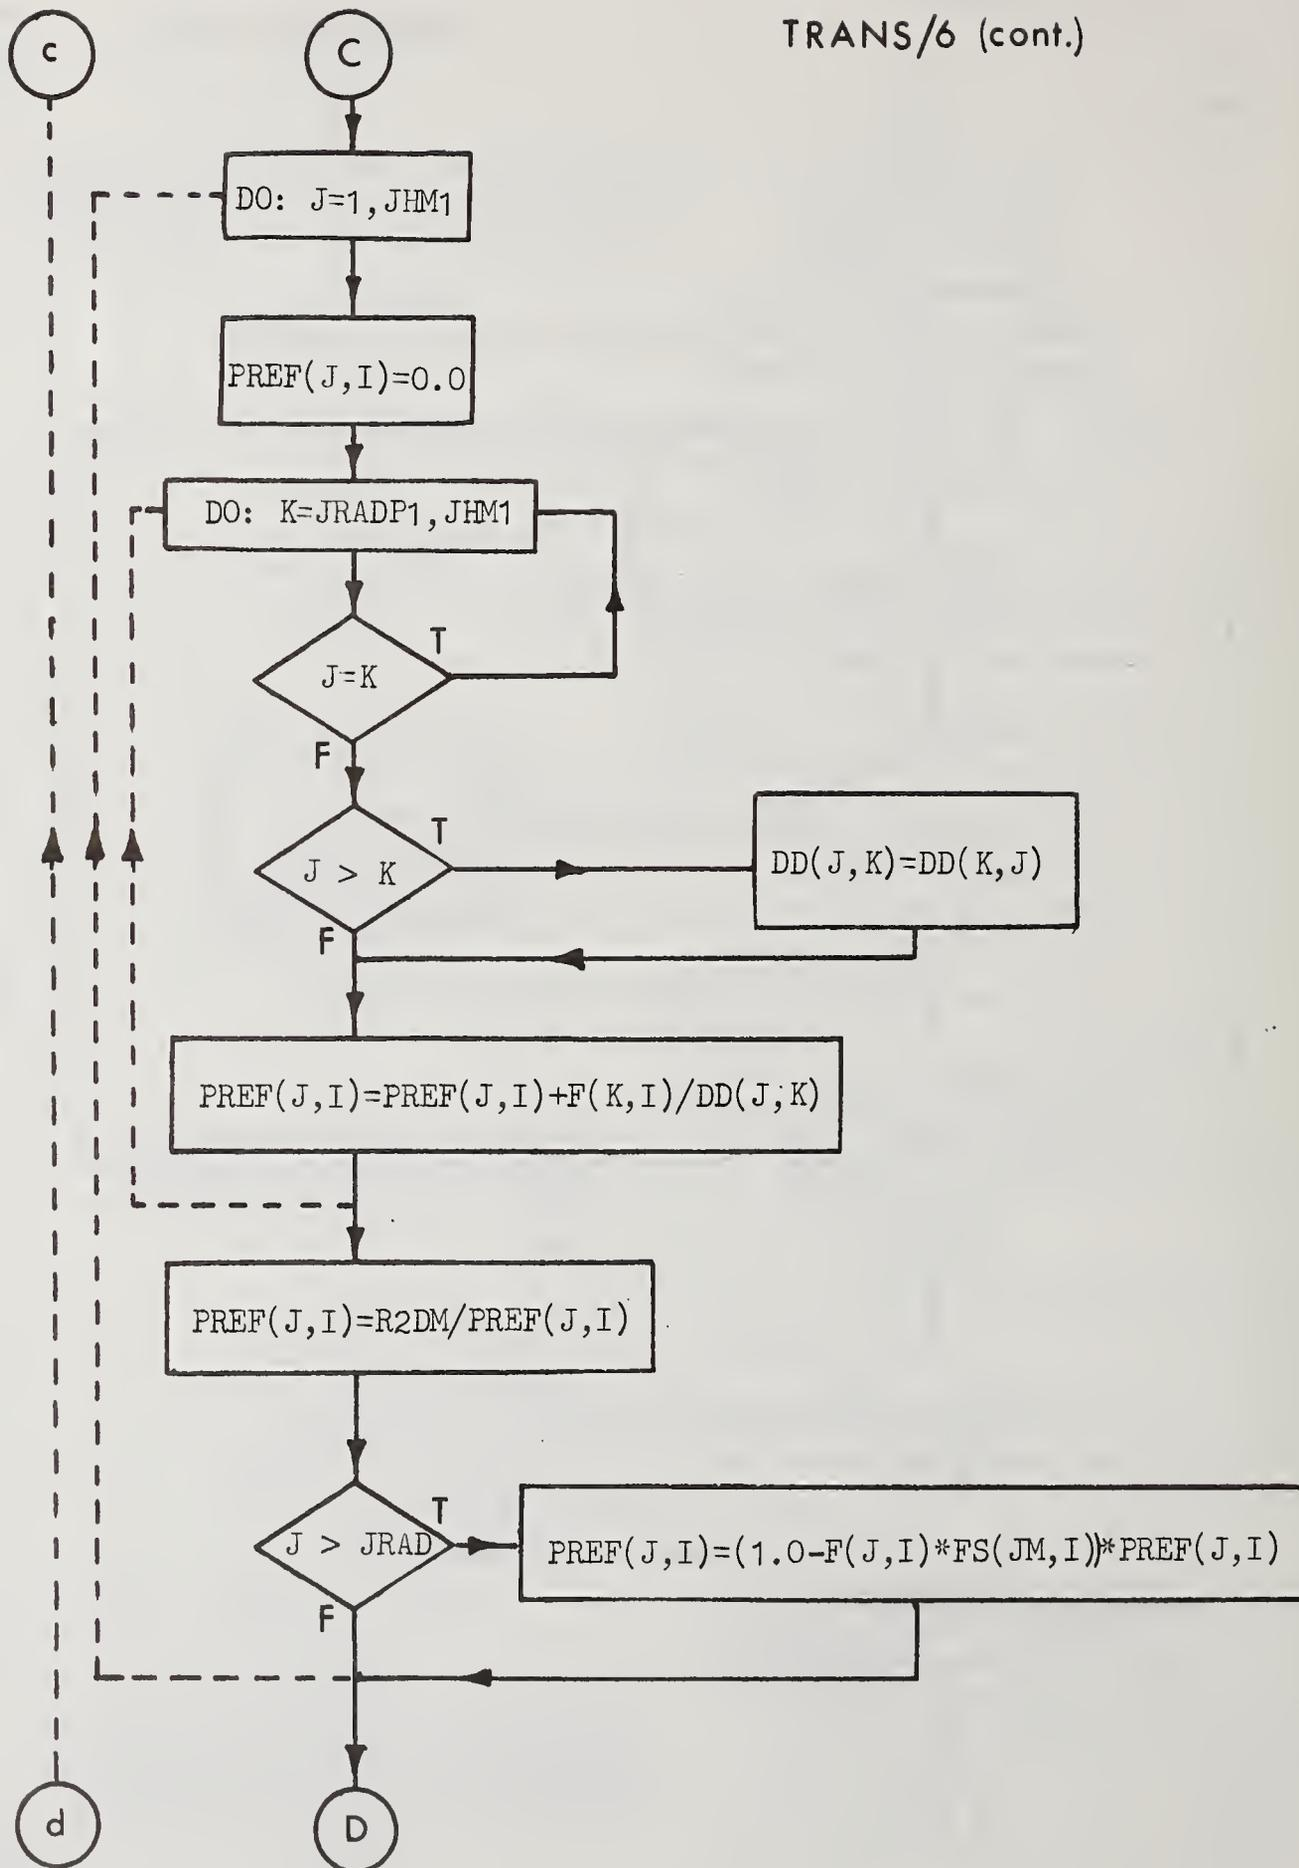 TRANS/6 (cont.)
c
C
DO: J=1,JHM1
PREF(J,I)=0.0
DO: K=JRADP1,JHM1
T
J=K
F
T
J > K
DD(J,K)=DD(K,J)
F
PREF(J,I)=PREF(J,I)+F(K,I)/DD(J,K)
PREF(J,I)=R2DM/PREF(J,I)
T
J > JRAD
PREF(J,I)=(1.0-F(J,I)*FS(JM,I))*PREF(J,I)
F
d
D